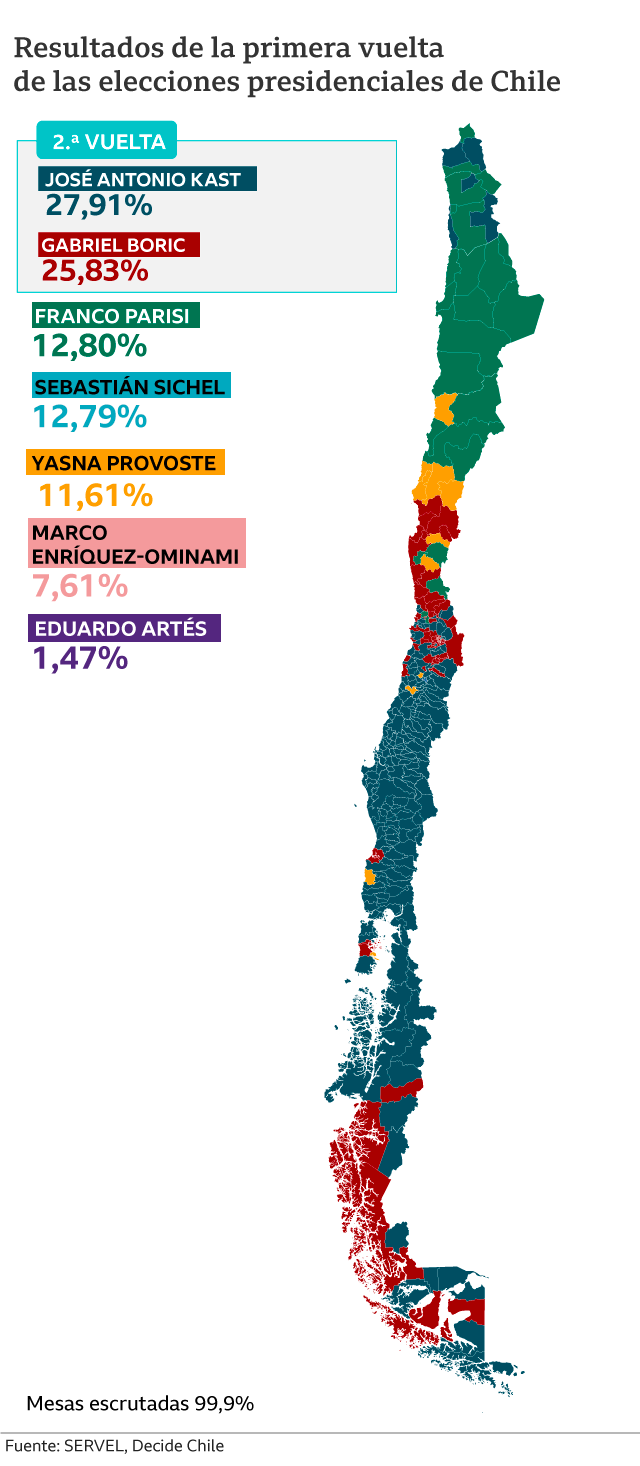 Resultados de la primera vuelta
de las elecciones presidenciales de Chile
2.ª VUELTA
JOSÉ ANTONIO KAST
27,91%
GABRIEL BORIC
25,83%
FRANCO PARISI
12,80%
SEBASTIÁN SICHEL
12,79%
YASNA PROVOSTE
11,61%
MARCO
ENRÍQUEZ-OMINAMI
7,61%
EDUARDO ARTÉS
1,47%
Mesas escrutadas 99,9%
Fuente: SERVEL, Decide Chile